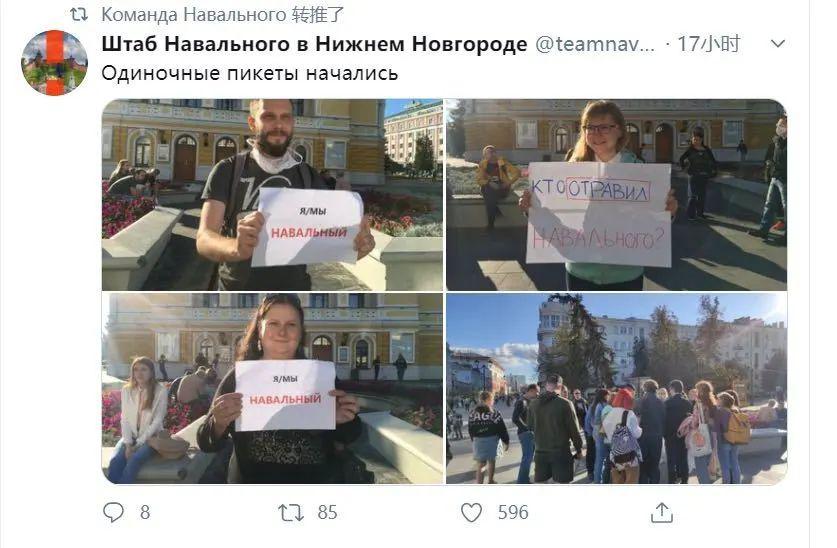 Команда Навального 转推了
Штаб Навального в Нижнем Новгороде @teamnav... · 17小时
Одиночные пикеты начались
Я/МЫ
НАВАЛЬНЫЙ
КТО ОТРАВИЛ
НАВАЛЬНОГО?
Я/МЫ
НАВАЛЬНЫЙ
8
85
596